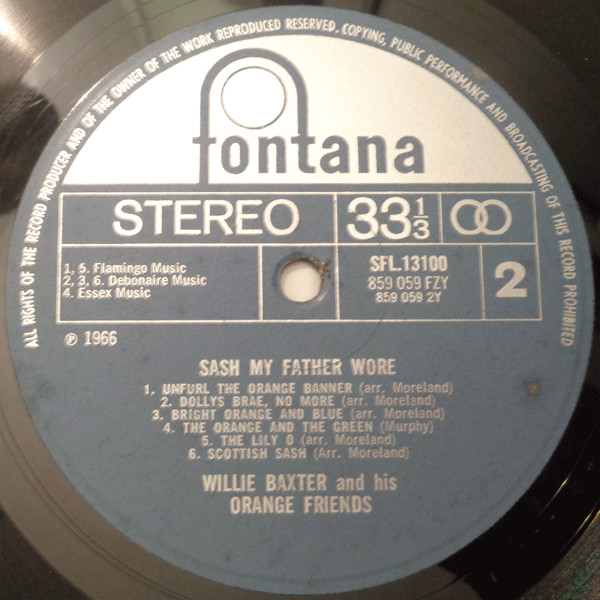 ALL RIGHTS OF THE RECORD PRODUCER AND OF THE OWNER OF THE WORK REPRODUCED RESERVED. COPYING, PUBLIC PERFORMANCE AND BROADCASTING OF THIS RECORD PROHIBITED
fontana
STEREO
33 1/3
1, 5. Flamingo Music
2, 3, 6. Debonaire Music
4. Essex Music
SFL.13100
859 059 FZY
859 059 2Y
2
℗ 1966
SASH MY FATHER WORE
1. UNFURL THE ORANGE BANNER (arr. Moreland)
2. DOLLYS BRAE, NO MORE (arr. Moreland)
3. BRIGHT ORANGE AND BLUE (arr. Moreland)
4. THE ORANGE AND THE GREEN (Murphy)
5. THE LILY O (arr. Moreland)
6. SCOTTISH SASH (Arr. Moreland)
WILLIE BAXTER and his
ORANGE FRIENDS